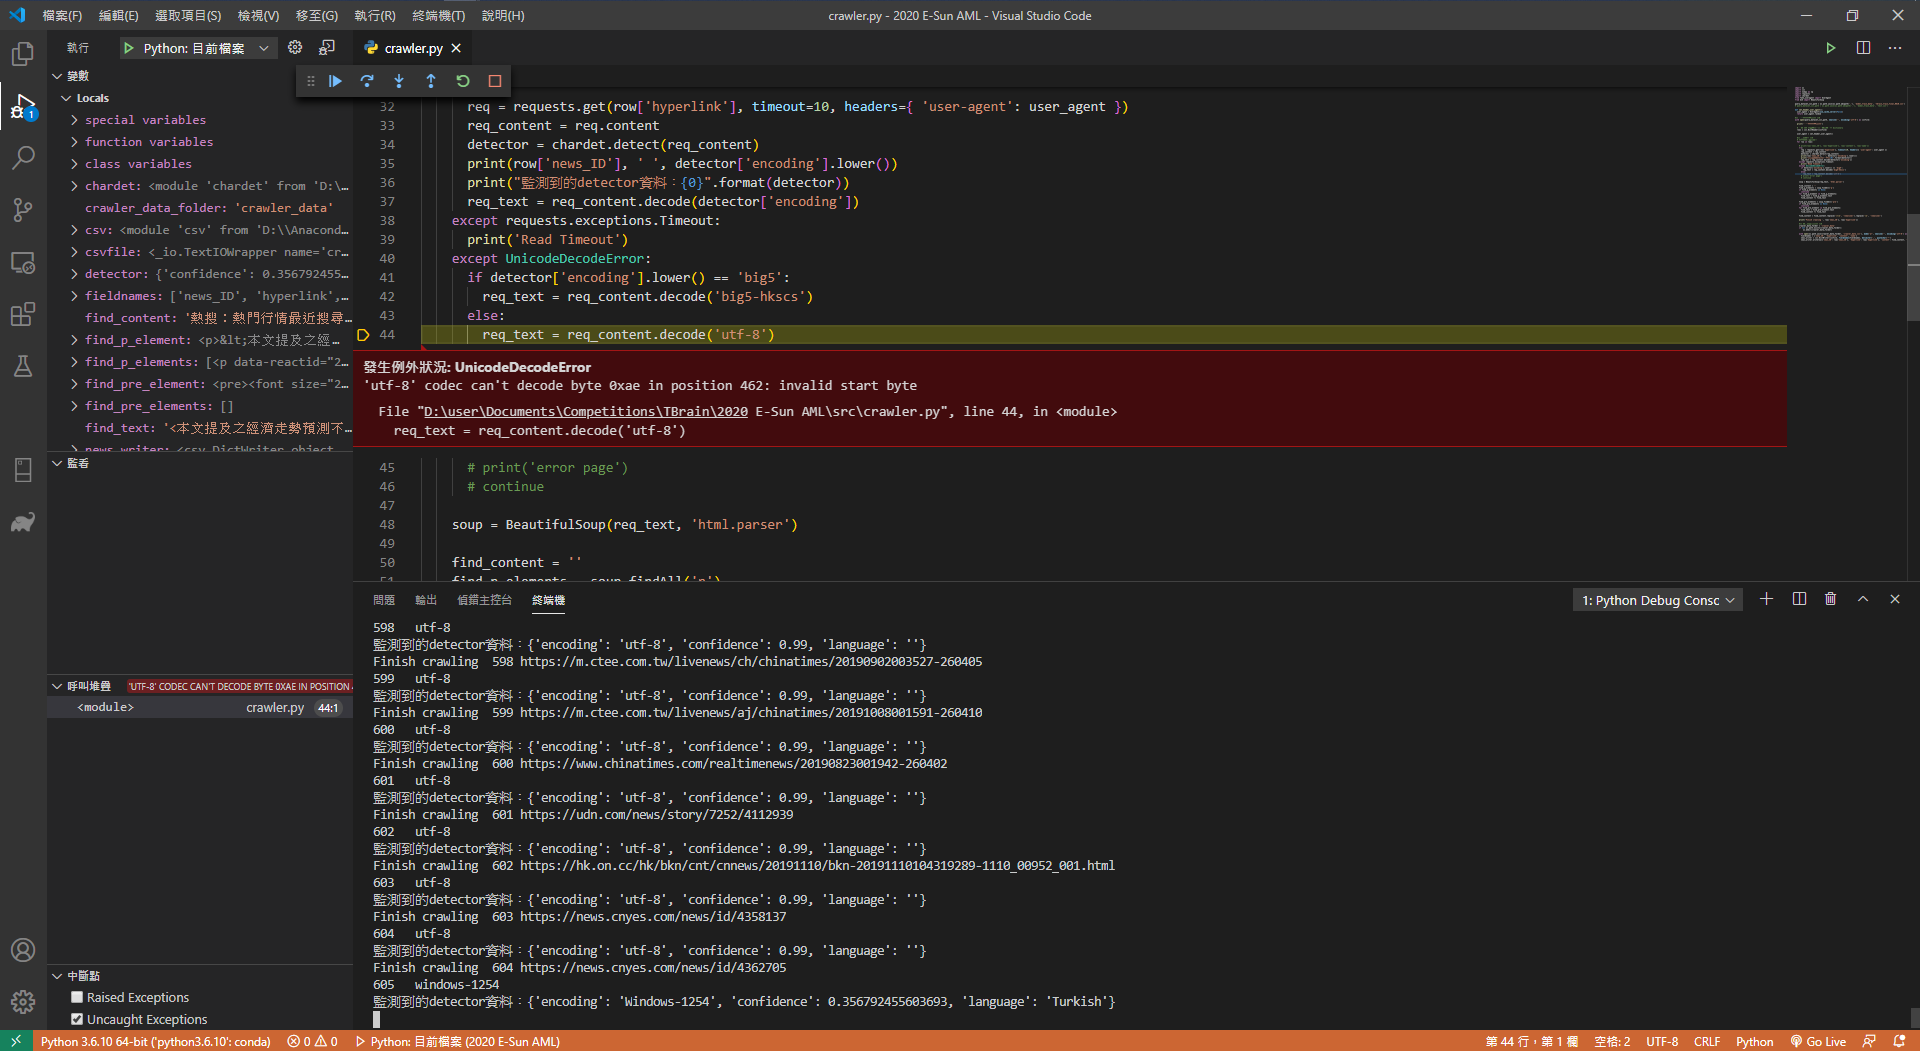 檔案(F) 編輯(E) 選取項目(S) 檢視(V) 移至(G) 執行(R) 終端機(T) 說明(H)
crawler.py - 2020 E-Sun AML - Visual Studio Code
執行
Python: 目前檔案
crawler.py
變數
Locals
special variables
function variables
class variables
chardet: <module 'chardet' from 'D:\...
crawler_data_folder: 'crawler_data'
csv: <module 'csv' from 'D:\\Anacond...
csvfile: <_io.TextIOWrapper name='cr...
detector: {'confidence': 0.356792455...
fieldnames: ['news_ID', 'hyperlink',...
find_content: '熱搜：熱門行情最近搜尋...
find_p_element: <p>&lt;本文提及之經...
find_p_elements: [<p data-reactid="2...
find_pre_element: <pre><font size="2...
find_pre_elements: []
find_text: '<本文提及之經濟走勢預測不...
news_writer: <csv.DictWriter object
監看
呼叫堆疊
'UTF-8' CODEC CAN'T DECODE BYTE 0XAE IN POSITION
<module>
crawler.py
44:1
中斷點
Raised Exceptions
Uncaught Exceptions
1
32 req = requests.get(row['hyperlink'], timeout=10, headers={ 'user-agent': user_agent })
33 req_content = req.content
34 detector = chardet.detect(req_content)
35 print(row['news_ID'], ' ', detector['encoding'].lower())
36 print("監測到的detector資料：{0}".format(detector))
37 req_text = req_content.decode(detector['encoding'])
38 except requests.exceptions.Timeout:
39 print('Read Timeout')
40 except UnicodeDecodeError:
41 if detector['encoding'].lower() == 'big5':
42 req_text = req_content.decode('big5-hkscs')
43 else:
44 req_text = req_content.decode('utf-8')
發生例外狀況: UnicodeDecodeError
'utf-8' codec can't decode byte 0xae in position 462: invalid start byte
File "D:\user\Documents\Competitions\TBrain\2020 E-Sun AML\src\crawler.py", line 44, in <module>
req_text = req_content.decode('utf-8')
45 # print('error page')
46 # continue
47
48 soup = BeautifulSoup(req_text, 'html.parser')
49
50 find_content = ''
51 find_p_elements = soup.findAll('p')
問題 輸出 偵錯主控台 終端機
1: Python Debug Consc
598 utf-8
監測到的detector資料：{'encoding': 'utf-8', 'confidence': 0.99, 'language': ''}
Finish crawling 598 https://m.ctee.com.tw/livenews/ch/chinatimes/20190902003527-260405
599 utf-8
監測到的detector資料：{'encoding': 'utf-8', 'confidence': 0.99, 'language': ''}
Finish crawling 599 https://m.ctee.com.tw/livenews/aj/chinatimes/20191008001591-260410
600 utf-8
監測到的detector資料：{'encoding': 'utf-8', 'confidence': 0.99, 'language': ''}
Finish crawling 600 https://www.chinatimes.com/realtimenews/20190823001942-260402
601 utf-8
監測到的detector資料：{'encoding': 'utf-8', 'confidence': 0.99, 'language': ''}
Finish crawling 601 https://udn.com/news/story/7252/4112939
602 utf-8
監測到的detector資料：{'encoding': 'utf-8', 'confidence': 0.99, 'language': ''}
Finish crawling 602 https://hk.on.cc/hk/bkn/cnt/cnnews/20191110/bkn-20191110104319289-1110_00952_001.html
603 utf-8
監測到的detector資料：{'encoding': 'utf-8', 'confidence': 0.99, 'language': ''}
Finish crawling 603 https://news.cnyes.com/news/id/4358137
604 utf-8
監測到的detector資料：{'encoding': 'utf-8', 'confidence': 0.99, 'language': ''}
Finish crawling 604 https://news.cnyes.com/news/id/4362705
605 windows-1254
監測到的detector資料：{'encoding': 'Windows-1254', 'confidence': 0.356792455603693, 'language': 'Turkish'}
Python 3.6.10 64-bit ('python3.6.10': conda) 0 0 Python: 目前檔案 (2020 E-Sun AML)
第 44 行，第 1 欄 空格: 2 UTF-8 CRLF Python Go Live